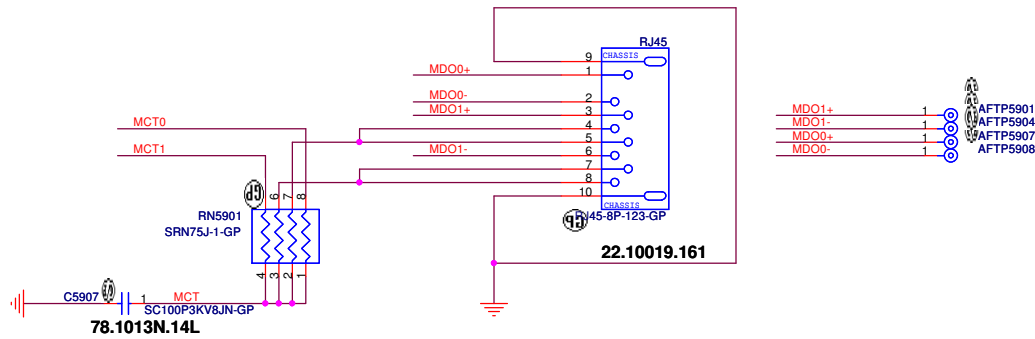 RJ45
CHASSIS
9
MDO0+
1
MDO0-
2
MDO1+
3
4
5
MDO1-
6
7
8
10
CHASSIS
RJ45-8P-123-GP
22.10019.161
MCT0
MCT1
6
7
8
RN5901
SRN75J-1-GP
4
3
2
1
C5907
1
MCT
SC100P3KV8JN-GP
78.1013N.14L
MDO1+
1
AFTP5901
MDO1-
1
AFTP5904
MDO0+
1
AFTP5907
MDO0-
1
AFTP5908